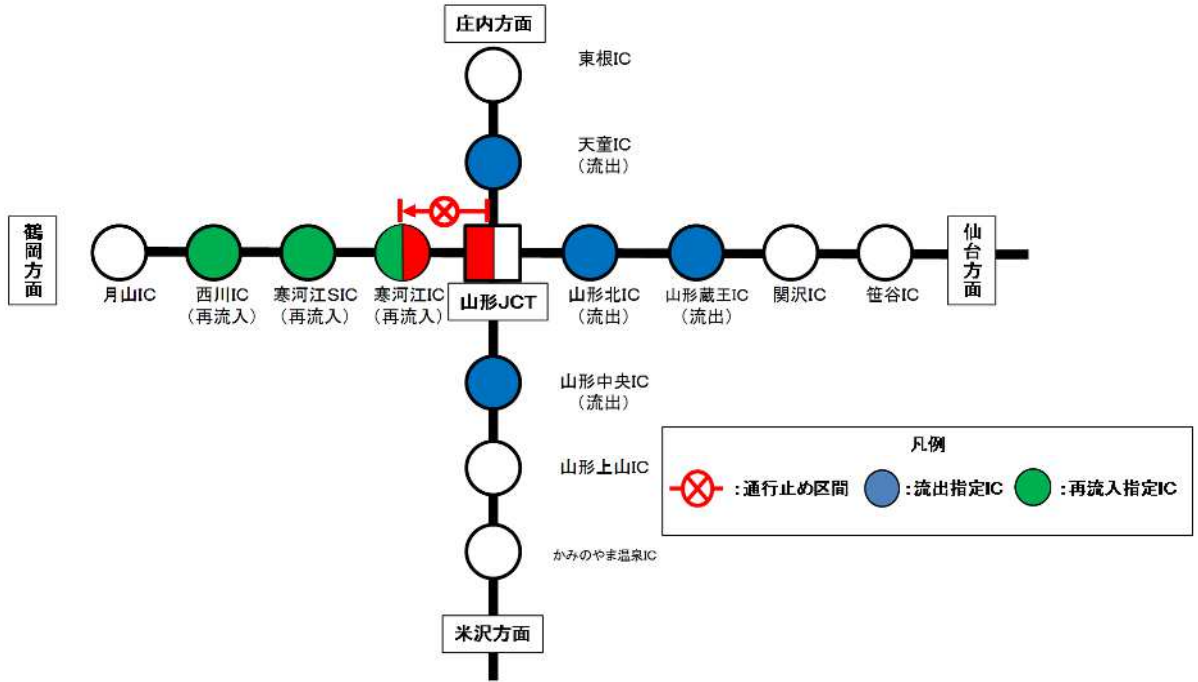 庄内方面
東根IC
天童IC
（流出）
鶴岡方面
仙台方面
月山IC
西川IC
（再流入）
寒河江SIC
（再流入）
寒河江IC
（再流入）
山形JCT
山形北IC
（流出）
山形蔵王IC
（流出）
関沢IC
笹谷IC
山形中央IC
（流出）
山形上山IC
かみのやま温泉IC
米沢方面
凡例
：通行止め区間
：流出指定IC
：再流入指定IC